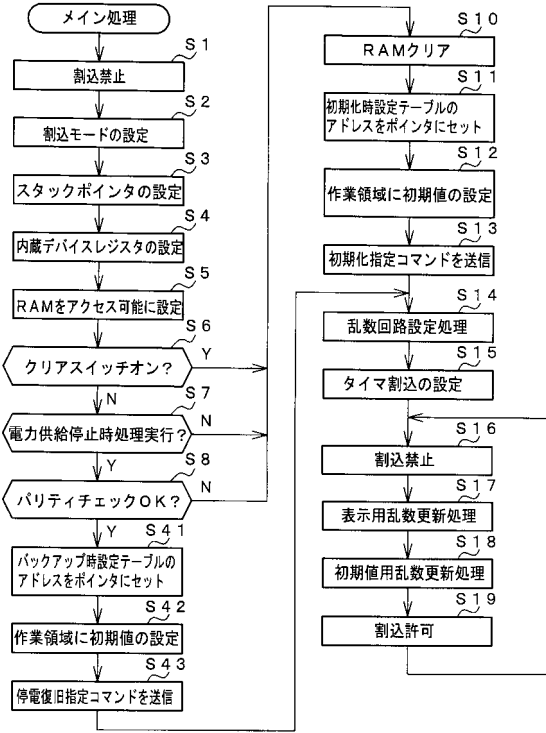 メイン処理
S1
割込禁止
S2
割込モードの設定
S3
スタックポインタの設定
S4
内蔵デバイスレジスタの設定
S5
RAMをアクセス可能に設定
S6
クリアスイッチオン？
Y
N
S7
電力供給停止時処理実行？
N
Y
S8
パリティチェックOK？
N
Y
S41
バックアップ時設定テーブルの
アドレスをポインタにセット
S42
作業領域に初期値の設定
S43
停電復旧指定コマンドを送信
S10
RAMクリア
S11
初期化時設定テーブルの
アドレスをポインタにセット
S12
作業領域に初期値の設定
S13
初期化指定コマンドを送信
S14
乱数回路設定処理
S15
タイマ割込の設定
S16
割込禁止
S17
表示用乱数更新処理
S18
初期値用乱数更新処理
S19
割込許可